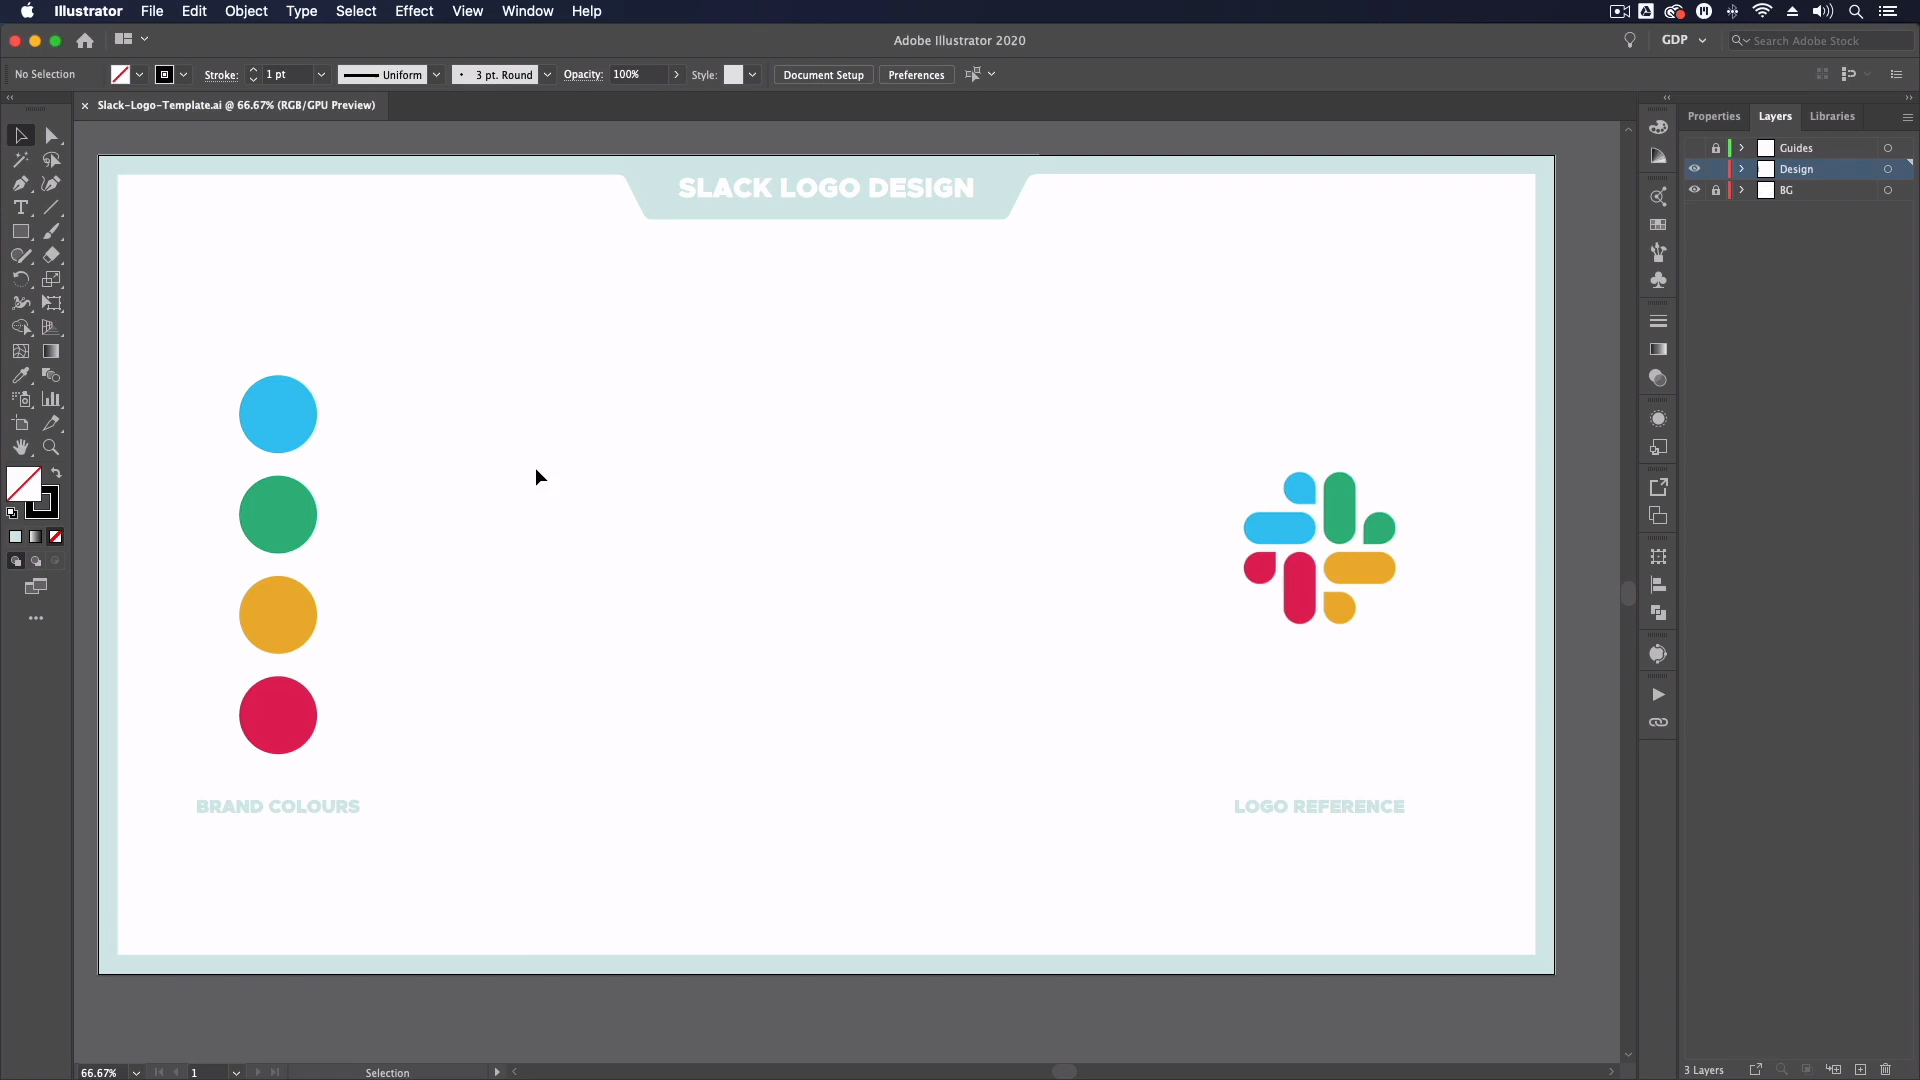 Illustrator File Edit Object Type Select Effect View Window Help
Adobe Illustrator 2020
GDP
Search Adobe Stock
No Selection
Stroke: 1 pt
Uniform
3 pt. Round
Opacity: 100%
Style:
Document Setup
Preferences
Slack-Logo-Template.ai @ 66.67% (RGB/GPU Preview)
Properties Layers Libraries
Guides
Design
BG
SLACK LOGO DESIGN
BRAND COLOURS
LOGO REFERENCE
66.67%
1
Selection
3 Layers